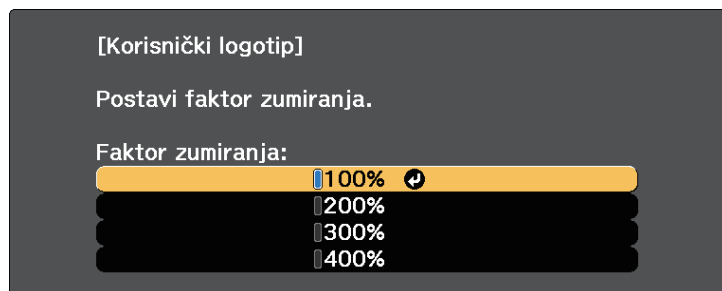 [Korisnički logotip]
Postavi faktor zumiranja.
Faktor zumiranja:
100%
200%
300%
400%